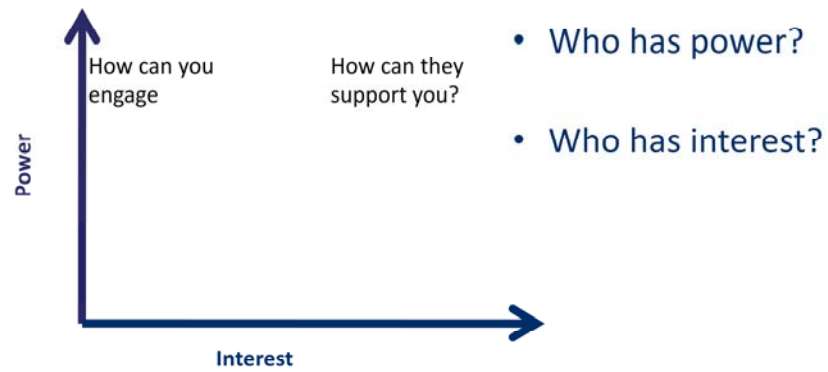 How can you
engage
How can they
support you?
Power
Interest
• Who has power?
• Who has interest?